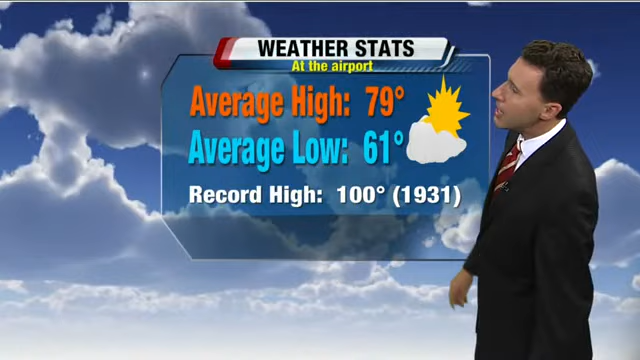 WEATHER STATS
At the airport
Average High: 79°
Average Low: 61°
Record High: 100° (1931)